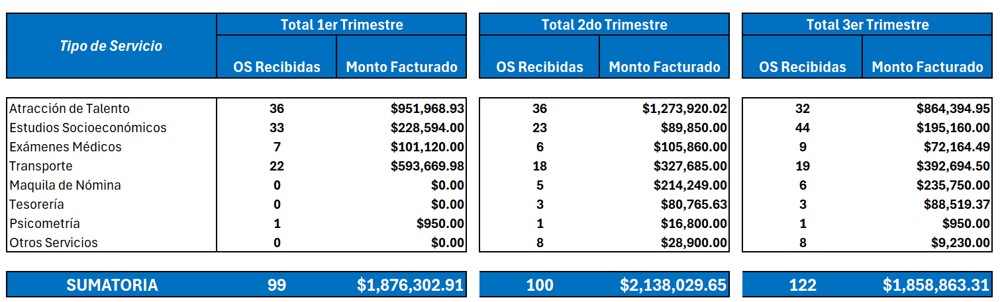 Total 1er Trimestre Total 2do Trimestre Total 3er Trimestre
Tipo de Servicio
OS Recibidas Monto Facturado OS Recibidas Monto Facturado OS Recibidas Monto Facturado
Atracción de Talento 36 $951,968.93 36 $1,273,920.02 32 $864,394.95
Estudios Socioeconómicos 33 $228,594.00 23 $89,850.00 44 $195,160.00
Exámenes Médicos 7 $101,120.00 6 $105,860.00 9 $72,164.49
Transporte 22 $593,669.98 18 $327,685.00 19 $392,694.50
Maquila de Nómina 0 $0.00 5 $214,249.00 6 $235,750.00
Tesorería 0 $0.00 3 $80,765.63 3 $88,519.37
Psicometría 1 $950.00 1 $16,800.00 1 $950.00
Otros Servicios 0 $0.00 8 $28,900.00 8 $9,230.00
SUMATORIA 99 $1,876,302.91 100 $2,138,029.65 122 $1,858,863.31